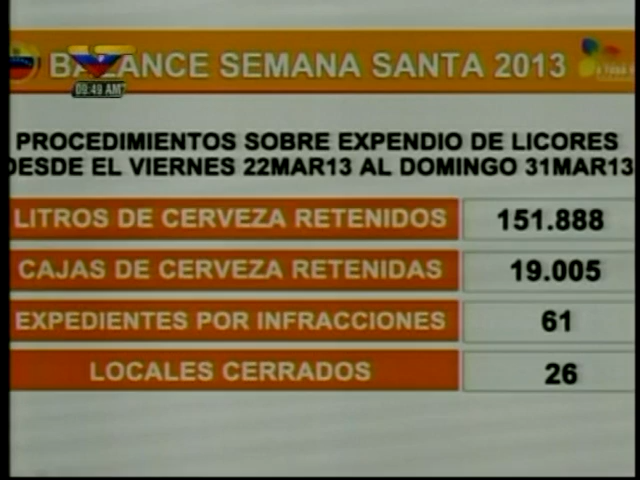 BALANCE SEMANA SANTA 2013
09:49 AM
PROCEDIMIENTOS SOBRE EXPENDIO DE LICORES
DESDE EL VIERNES 22MAR13 AL DOMINGO 31MAR13
LITROS DE CERVEZA RETENIDOS 151.888
CAJAS DE CERVEZA RETENIDAS 19.005
EXPEDIENTES POR INFRACCIONES 61
LOCALES CERRADOS 26